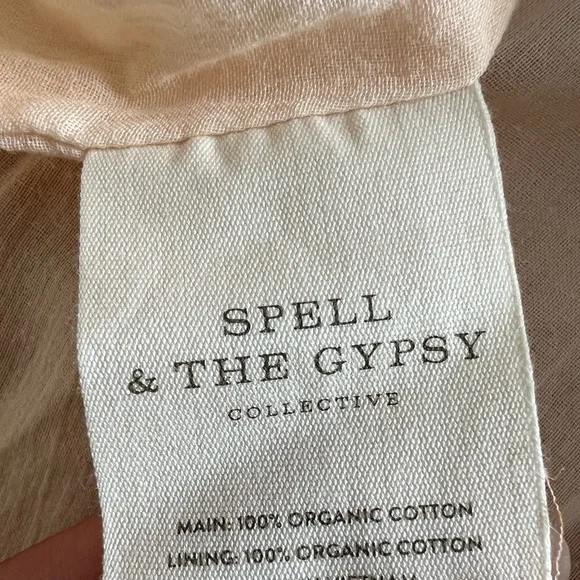 SPELL
& THE GYPSY
COLLECTIVE
MAIN: 100% ORGANIC COTTON
LINING: 100% ORGANIC COTTON